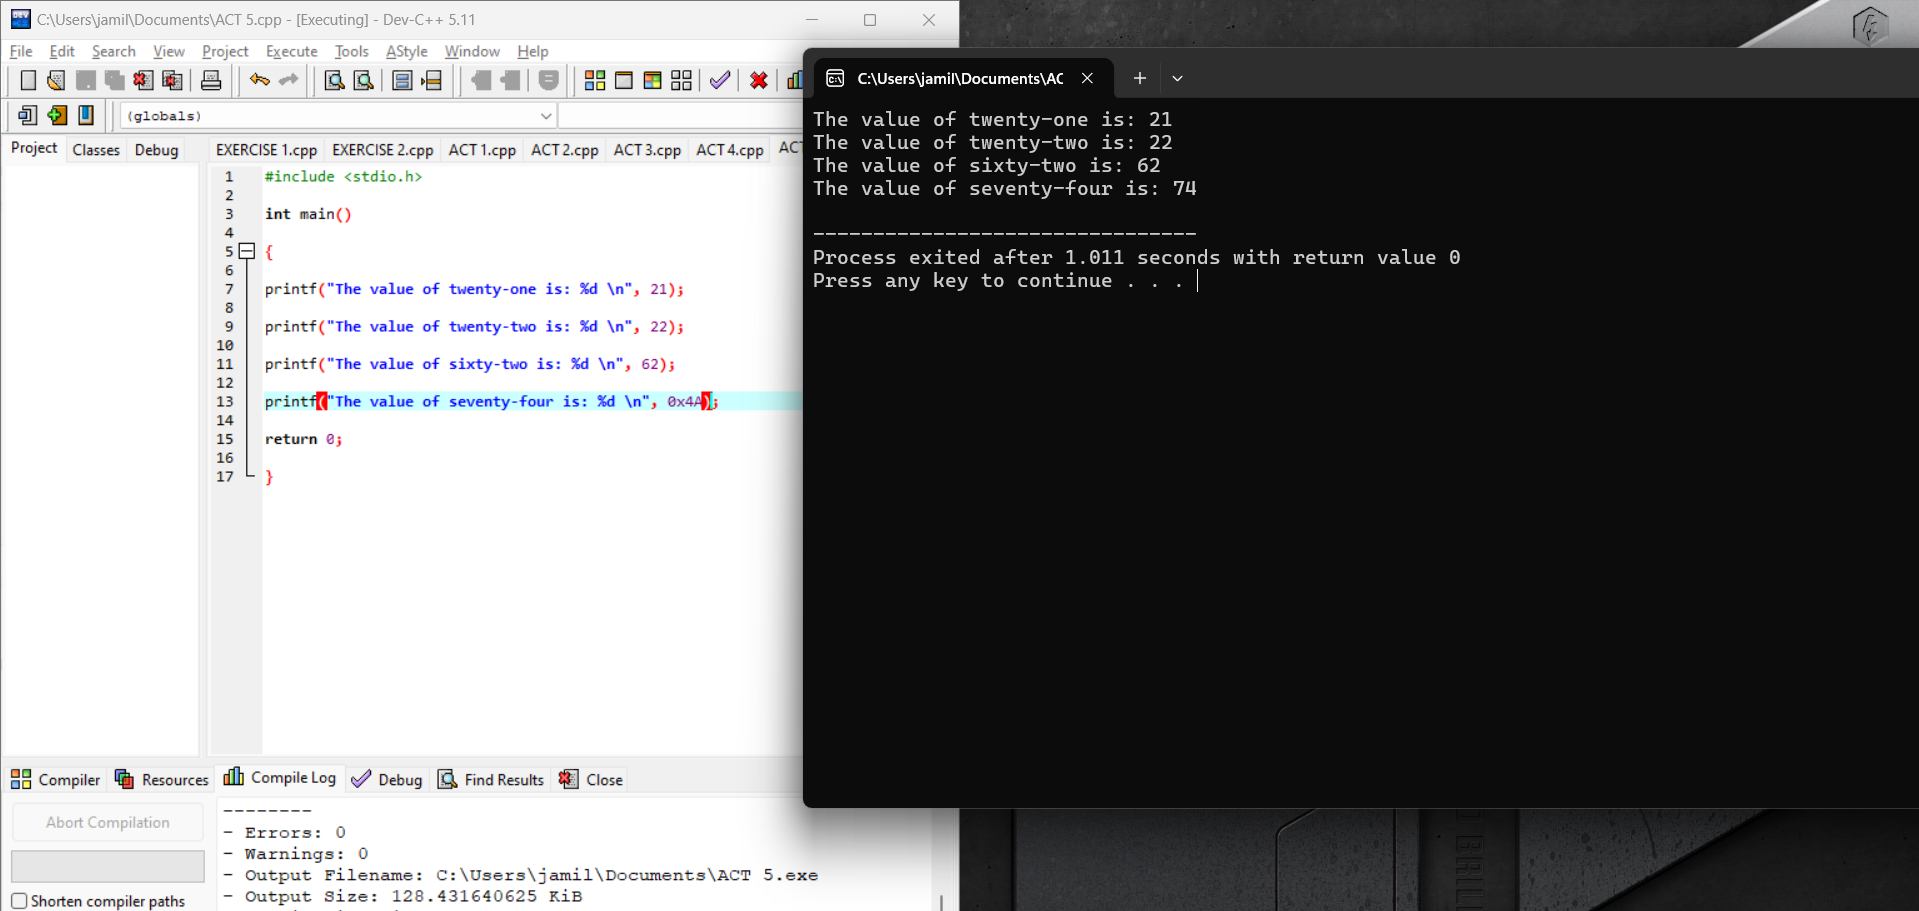 C:\Users\jamil\Documents\ACT 5.cpp - [Executing] - Dev-C++ 5.11
File Edit Search View Project Execute Tools AStyle Window Help
(globals)
Project Classes Debug
EXERCISE 1.cpp EXERCISE 2.cpp ACT 1.cpp ACT 2.cpp ACT 3.cpp ACT 4.cpp ACT
1 #include <stdio.h>
2
3 int main()
4
5 {
6
7 printf("The value of twenty-one is: %d \n", 21);
8
9 printf("The value of twenty-two is: %d \n", 22);
10
11 printf("The value of sixty-two is: %d \n", 62);
12
13 printf("The value of seventy-four is: %d \n", 0x4A);
14
15 return 0;
16
17 }
Compiler Resources Compile Log Debug Find Results Close
Abort Compilation
Shorten compiler paths
--------
- Errors: 0
- Warnings: 0
- Output Filename: C:\Users\jamil\Documents\ACT 5.exe
- Output Size: 128.431640625 KiB
C:\Users\jamil\Documents\AC
The value of twenty-one is: 21
The value of twenty-two is: 22
The value of sixty-two is: 62
The value of seventy-four is: 74
--------------------------------
Process exited after 1.011 seconds with return value 0
Press any key to continue . . .